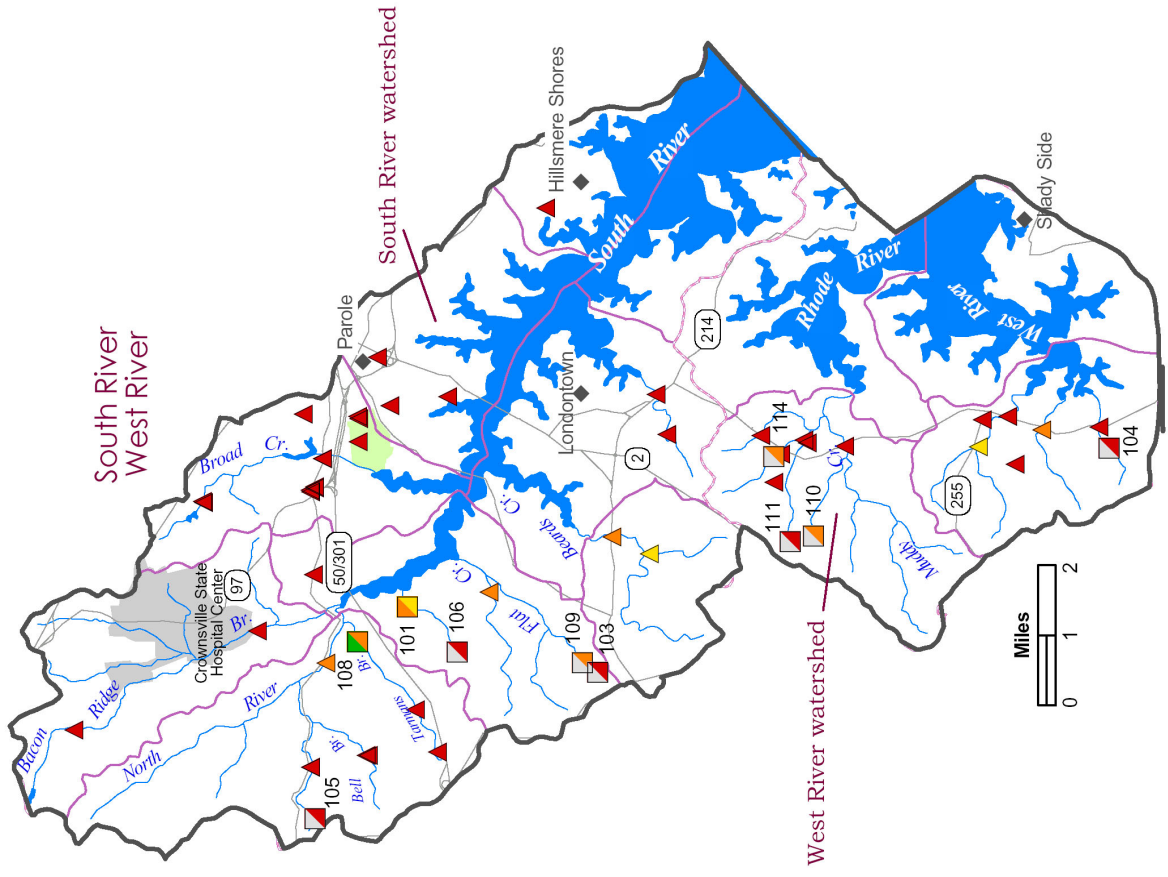 South River
West River
South River watershed
Parole
Hillsmere Shores
Broad
Cr.
Crownsville State
Hospital Center
97
50/301
Bacon
Ridge
Br.
North
River
South
River
Londontown
214
2
Beards
Cr.
Flat
Cr.
108
Br.
Tarnans
101
106
109
103
105
Bell
Br.
Rhode
River
West
River
Shady Side
114
111
110
Cr.
Muddy
255
104
West River watershed
Miles
0
1
2